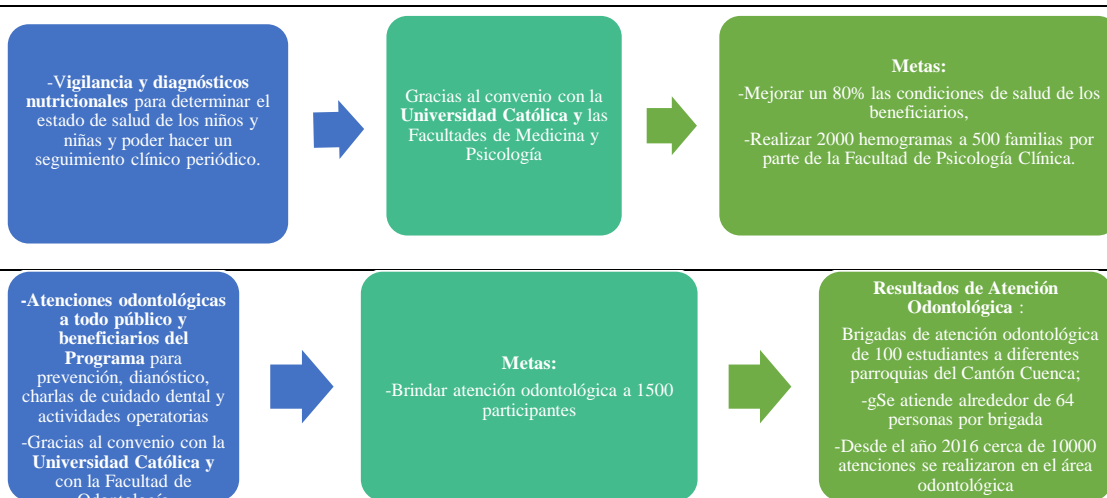 -Vigilancia y diagnósticos
nutricionales para determinar el
estado de salud de los niños y
niñas y poder hacer un
seguimiento clínico periódico.
Gracias al convenio con la
Universidad Católica y las
Facultades de Medicina y
Psicología
Metas:
-Mejorar un 80% las condiciones de salud de los
beneficiarios,
-Realizar 2000 hemogramas a 500 familias por
parte de la Facultad de Psicología Clínica.
-Atenciones odontológicas
a todo público y
beneficiarios del
Programa para
prevención, dianóstico,
charlas de cuidado dental y
actividades operatorias
-Gracias al convenio con la
Universidad Católica y
con la Facultad de
Odontología
Metas:
-Brindar atención odontológica a 1500
participantes
Resultados de Atención
Odontológica :
Brigadas de atención odontológica
de 100 estudiantes a diferentes
parroquias del Cantón Cuenca;
-gSe atiende alrededor de 64
personas por brigada
-Desde el año 2016 cerca de 10000
atenciones se realizaron en el área
odontológica